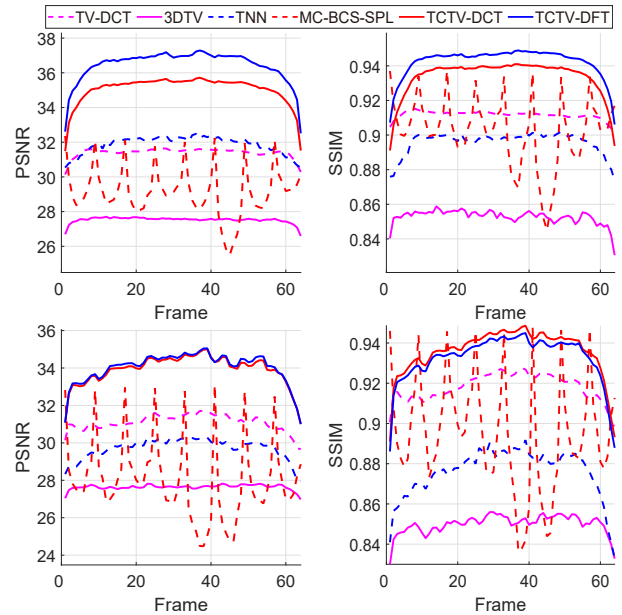 TV-DCT 3DTV TNN MC-BCS-SPL TCTV-DCT TCTV-DFT
38
36
34
32
30
28
26
PSNR
0 20 40 60
Frame
0.94
0.92
0.9
0.88
0.86
0.84
SSIM
0 20 40 60
Frame
36
34
32
30
28
26
24
PSNR
0 20 40 60
Frame
0.94
0.92
0.9
0.88
0.86
0.84
SSIM
0 20 40 60
Frame